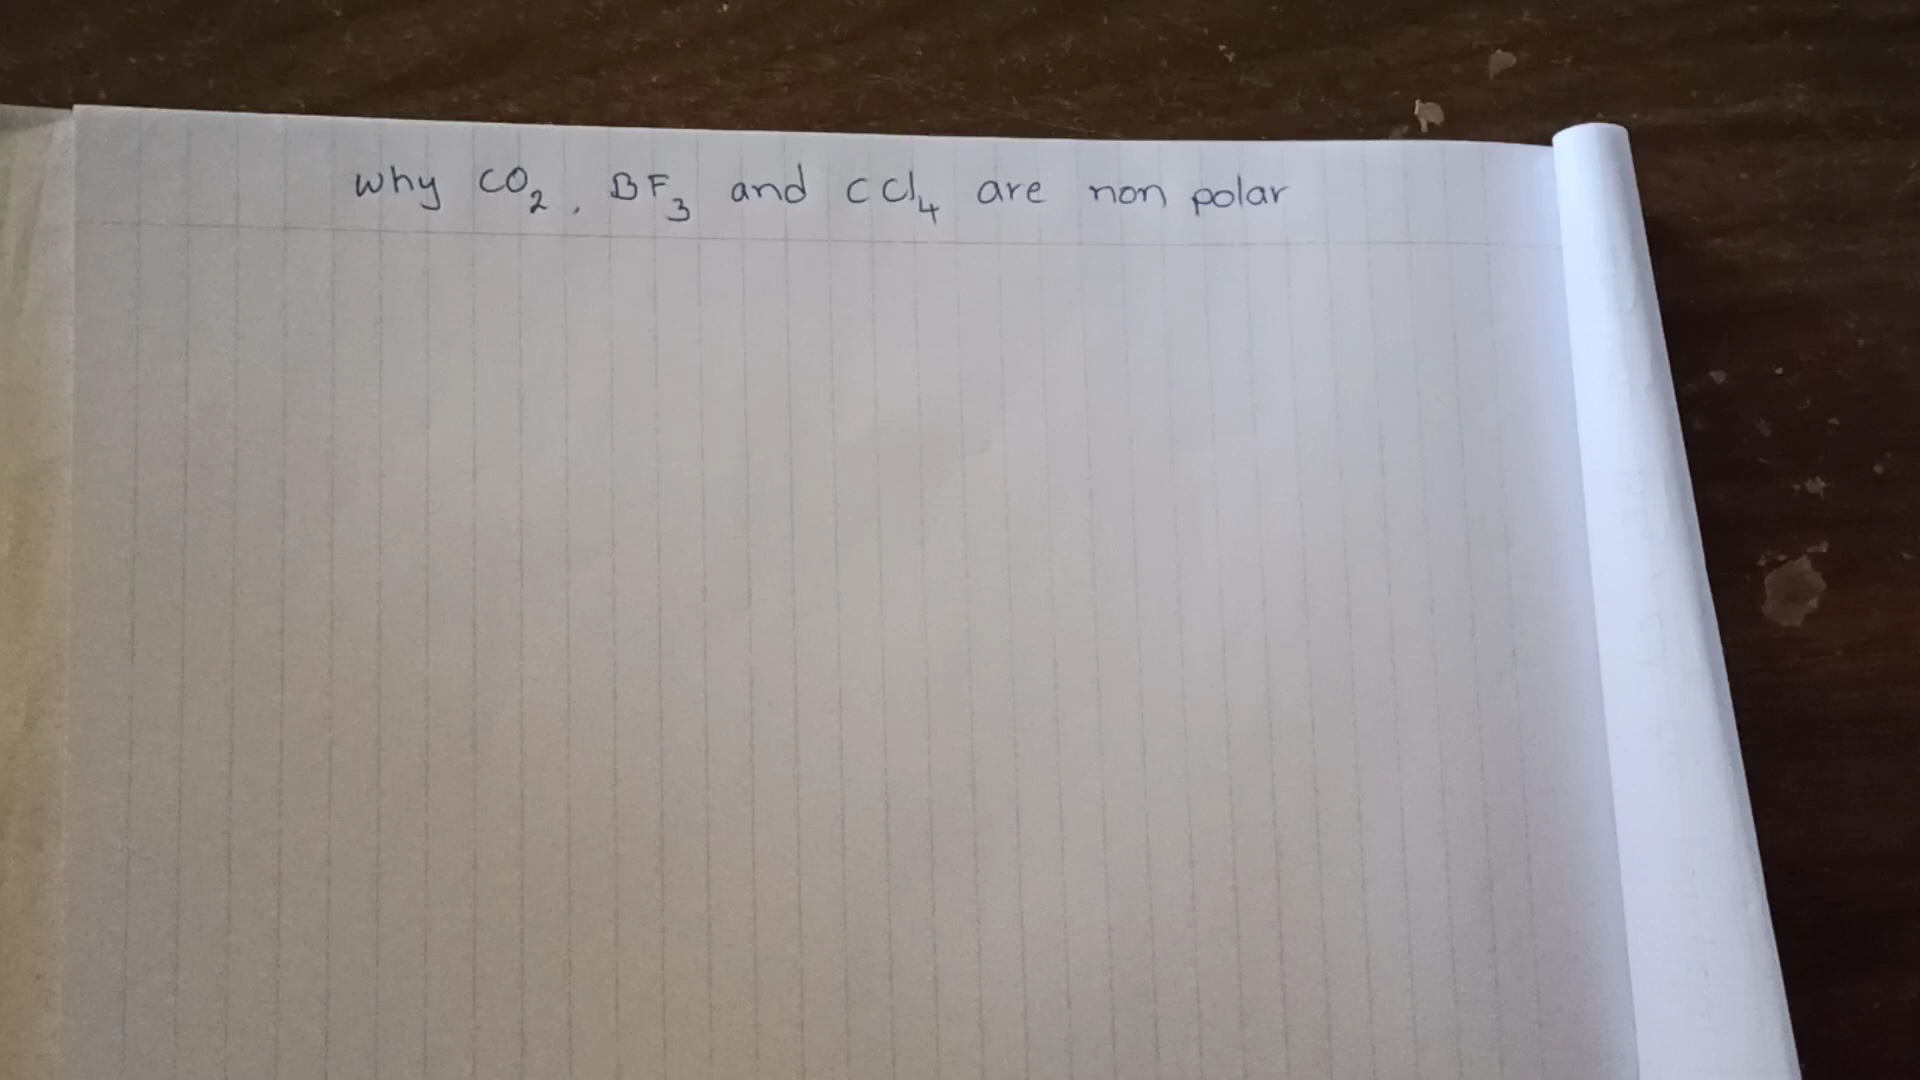 why CO₂, BF₃ and CCl₄ are non polar